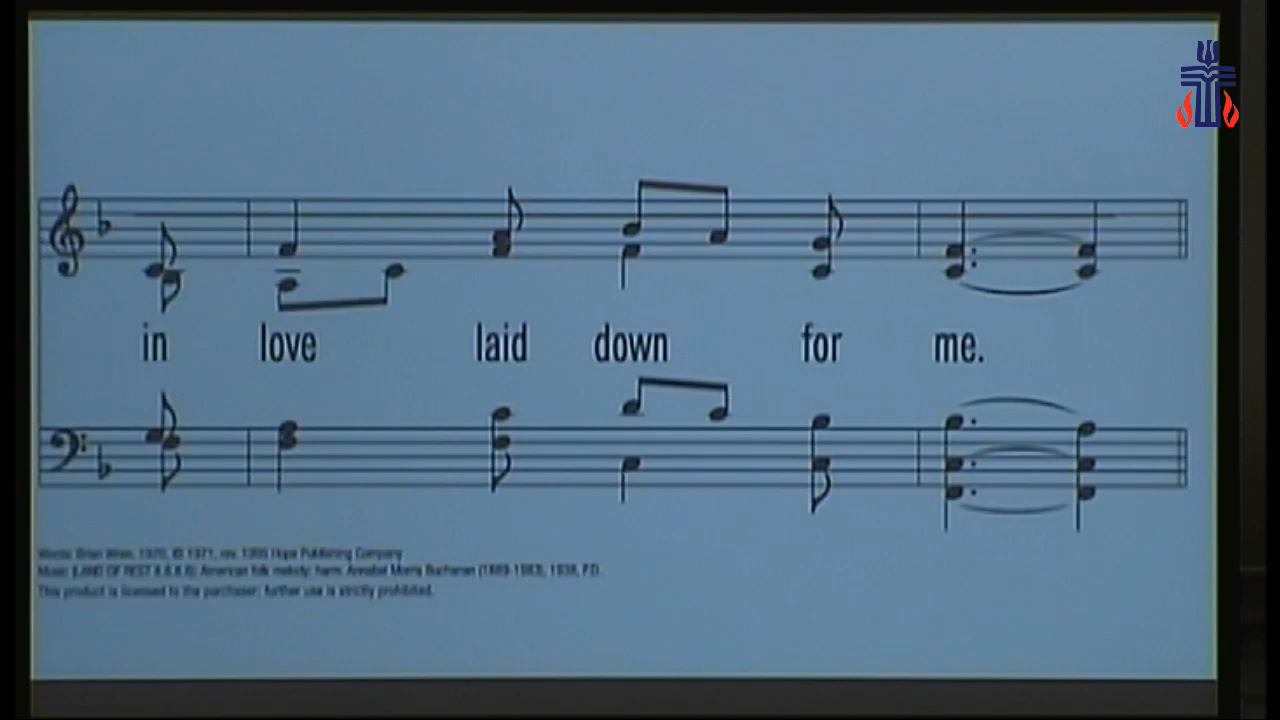 in love laid down for me.
Words: Brian Wren, 1970, © 1971, rev. 1995 Hope Publishing Company
Music (LAND OF REST 8.6.8.6): American folk melody; harm. Annabel Morris Buchanan (1889-1983), 1938, P.D.
This product is licensed to the purchaser; further use is strictly prohibited.